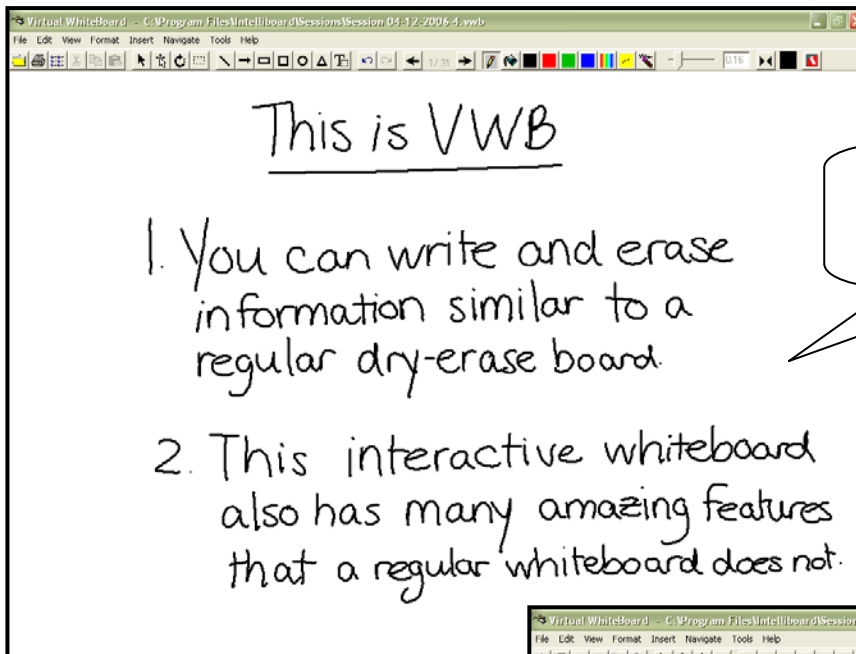 Virtual WhiteBoard - C:\Program Files\Intelliboard\Sessions\Session 04-12-2006 4.vwb
File Edit View Format Insert Navigate Tools Help
1/31 0.16
This is VWB
1. You can write and erase
information similar to a
regular dry-erase board.
2. This interactive whiteboard
also has many amazing features
that a regular whiteboard does not.
Virtual WhiteBoard - C:\Program Files\Intelliboard\Session
File Edit View Format Insert Navigate Tools Help